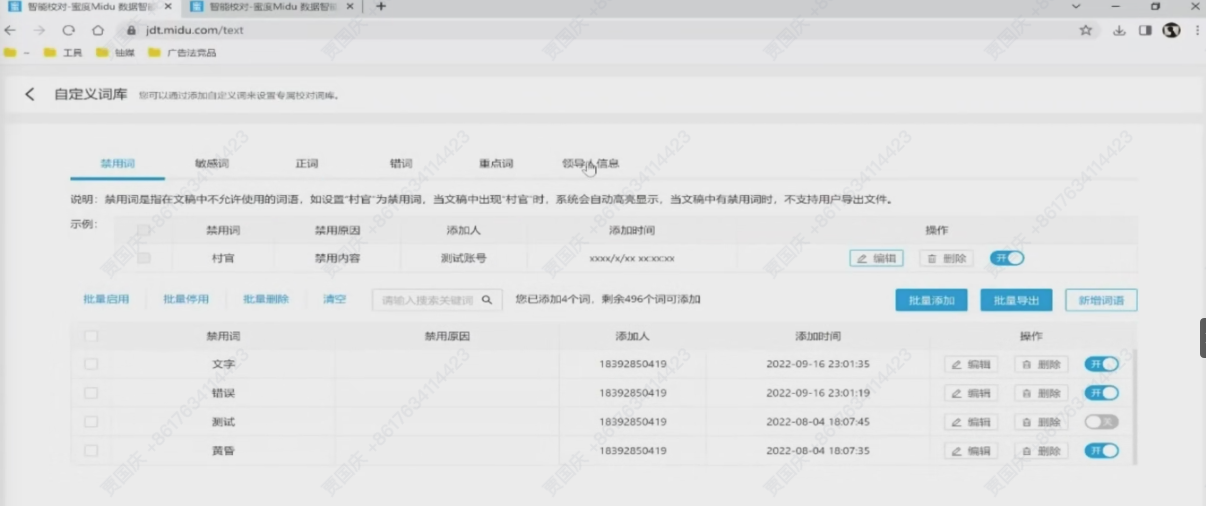 智能校对-蜜度Midu 数据智能 × 智能校对-蜜度Midu 数据智能 × +
jdt.midu.com/text
工具 广告法竞品
自定义词库 您可以通过添加自定义词来设置专属校对词库。
禁用词 敏感词 正词 错词 重点词 领导人信息
说明：禁用词是指在文稿中不允许使用的词语，如设置"村官"为禁用词，当文稿中出现"村官"时，系统会自动高亮显示，当文稿中有禁用词时，不支持用户导出文件。
示例：
禁用词 禁用原因 添加人 添加时间 操作
村官 禁用内容 测试账号 xxxx/x/xx xx:xx:xx 编辑 删除 开
批量启用 批量停用 批量删除 清空 请输入搜索关键词 您已添加4个词，剩余496个词可添加 批量添加 批量导出 新增词语
禁用词 禁用原因 添加人 添加时间 操作
文字 18392850419 2022-09-16 23:01:35 编辑 删除 开
错误 18392850419 2022-09-16 23:01:19 编辑 删除 开
测试 18392850419 2022-08-04 18:07:45 编辑 删除 关
黄昏 18392850419 2022-08-04 18:07:35 编辑 删除 开
贾国庆 +8617634114423